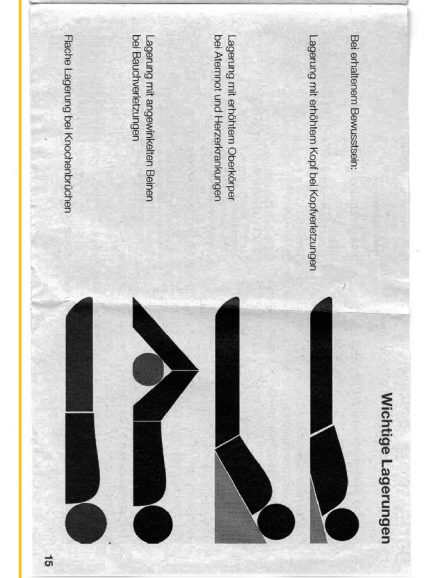 Wichtige Lagerungen
Bei erhaltenem Bewusstsein:
Lagerung mit erhöhtem Kopf bei Kopfverletzungen
Lagerung mit erhöhtem Oberkörper
bei Atemnot und Herzerkrankungen
Lagerung mit angewinkelten Beinen
bei Bauchverletzungen
Flache Lagerung bei Knochenbrüchen
15